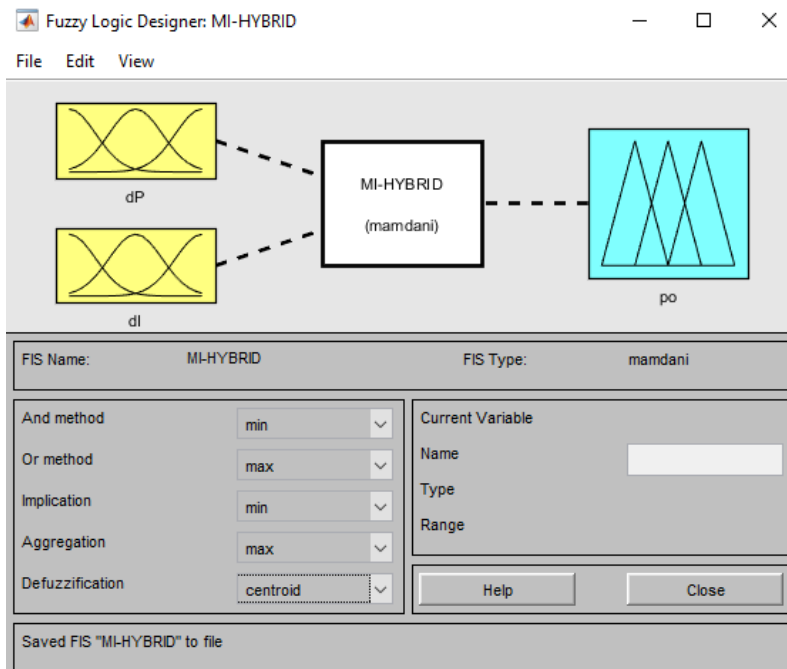 Fuzzy Logic Designer: MI-HYBRID
File Edit View
dP
MI-HYBRID
(mamdani)
dI
po
FIS Name: MI-HYBRID FIS Type: mamdani
And method min
Or method max
Implication min
Aggregation max
Defuzzification centroid
Current Variable
Name
Type
Range
Help Close
Saved FIS "MI-HYBRID" to file